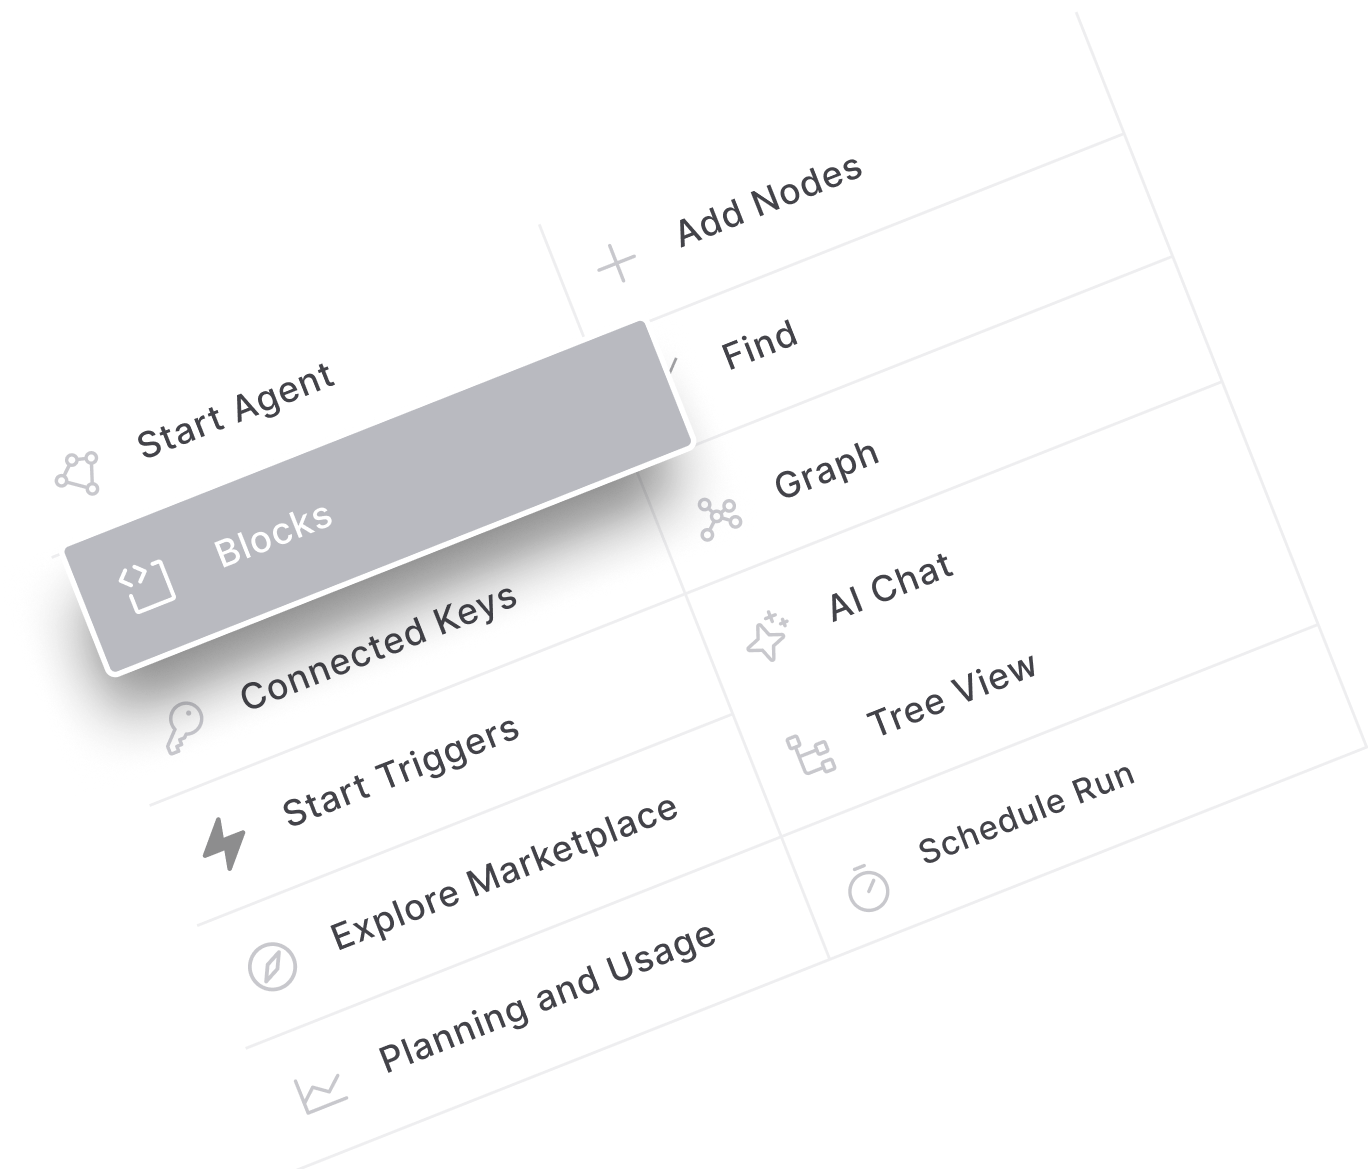 Start Agent
Blocks
Connected Keys
Start Triggers
Explore Marketplace
Planning and Usage
Add Nodes
Find
Graph
AI Chat
Tree View
Schedule Run